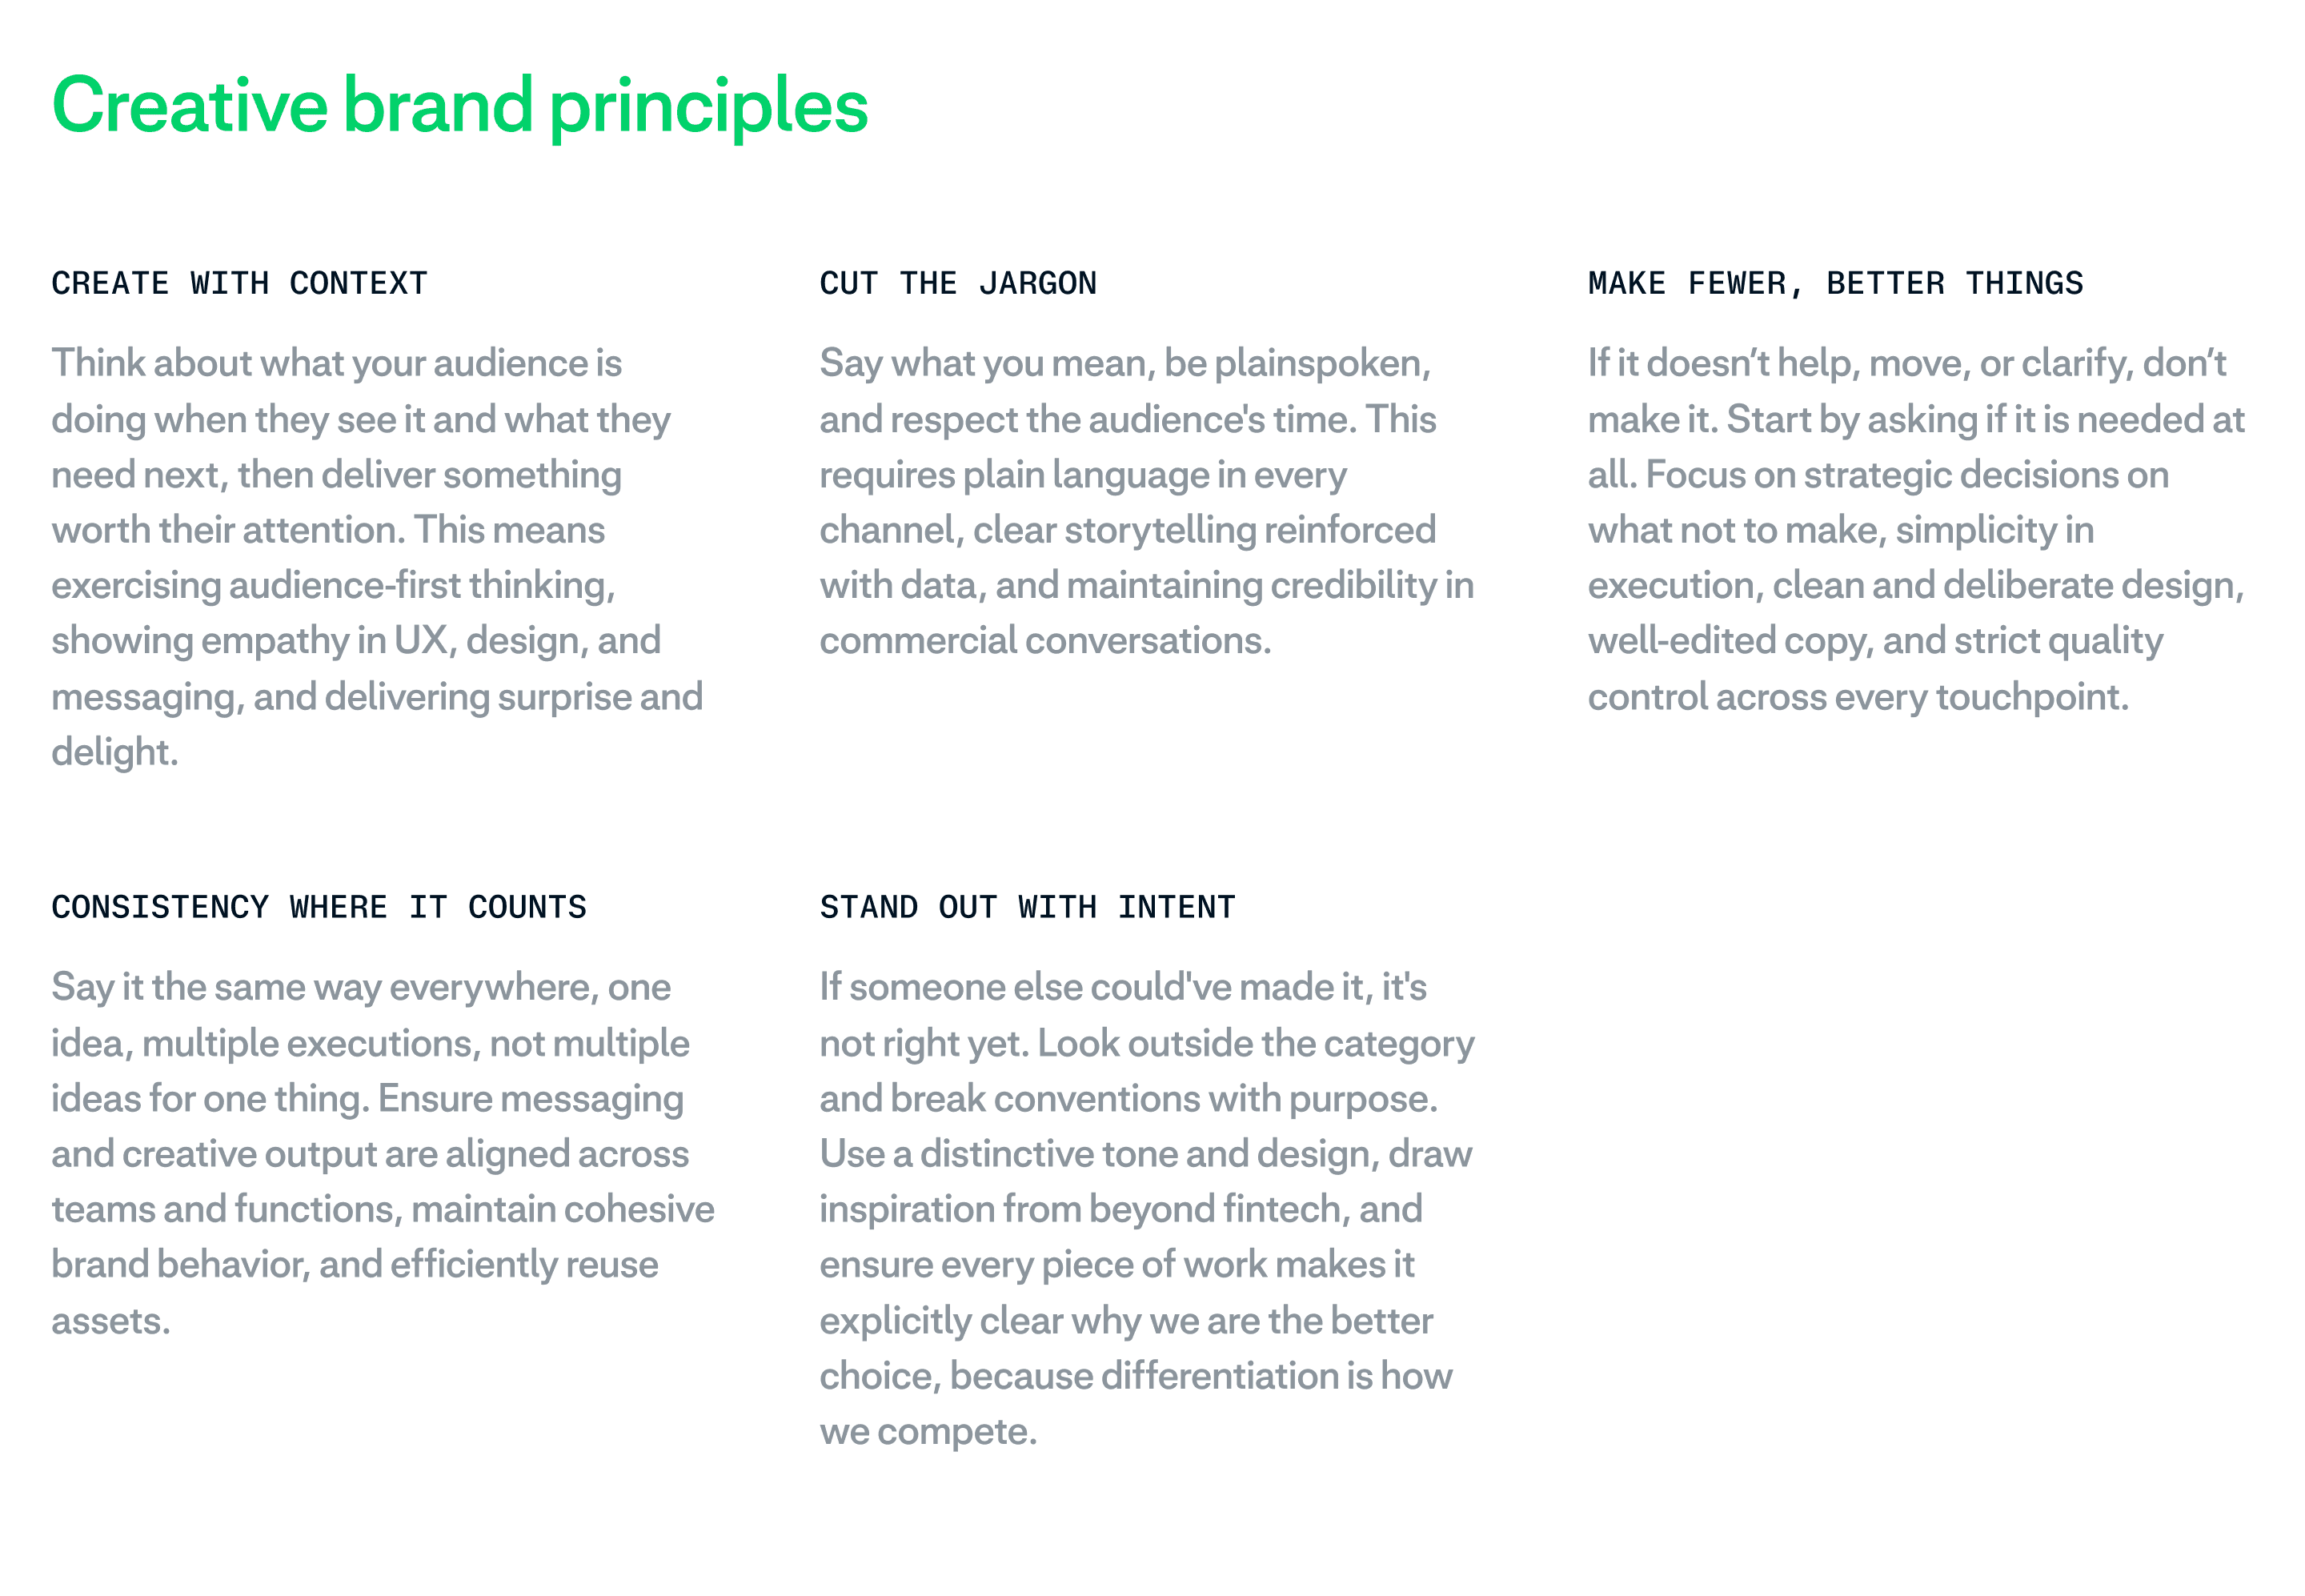 Creative brand principles
CREATE WITH CONTEXT
Think about what your audience is
doing when they see it and what they
need next, then deliver something
worth their attention. This means
exercising audience-first thinking,
showing empathy in UX, design, and
messaging, and delivering surprise and
delight.
CUT THE JARGON
Say what you mean, be plainspoken,
and respect the audience's time. This
requires plain language in every
channel, clear storytelling reinforced
with data, and maintaining credibility in
commercial conversations.
MAKE FEWER, BETTER THINGS
If it doesn’t help, move, or clarify, don’t
make it. Start by asking if it is needed at
all. Focus on strategic decisions on
what not to make, simplicity in
execution, clean and deliberate design,
well-edited copy, and strict quality
control across every touchpoint.
CONSISTENCY WHERE IT COUNTS
Say it the same way everywhere, one
idea, multiple executions, not multiple
ideas for one thing. Ensure messaging
and creative output are aligned across
teams and functions, maintain cohesive
brand behavior, and efficiently reuse
assets.
STAND OUT WITH INTENT
If someone else could've made it, it's
not right yet. Look outside the category
and break conventions with purpose.
Use a distinctive tone and design, draw
inspiration from beyond fintech, and
ensure every piece of work makes it
explicitly clear why we are the better
choice, because differentiation is how
we compete.